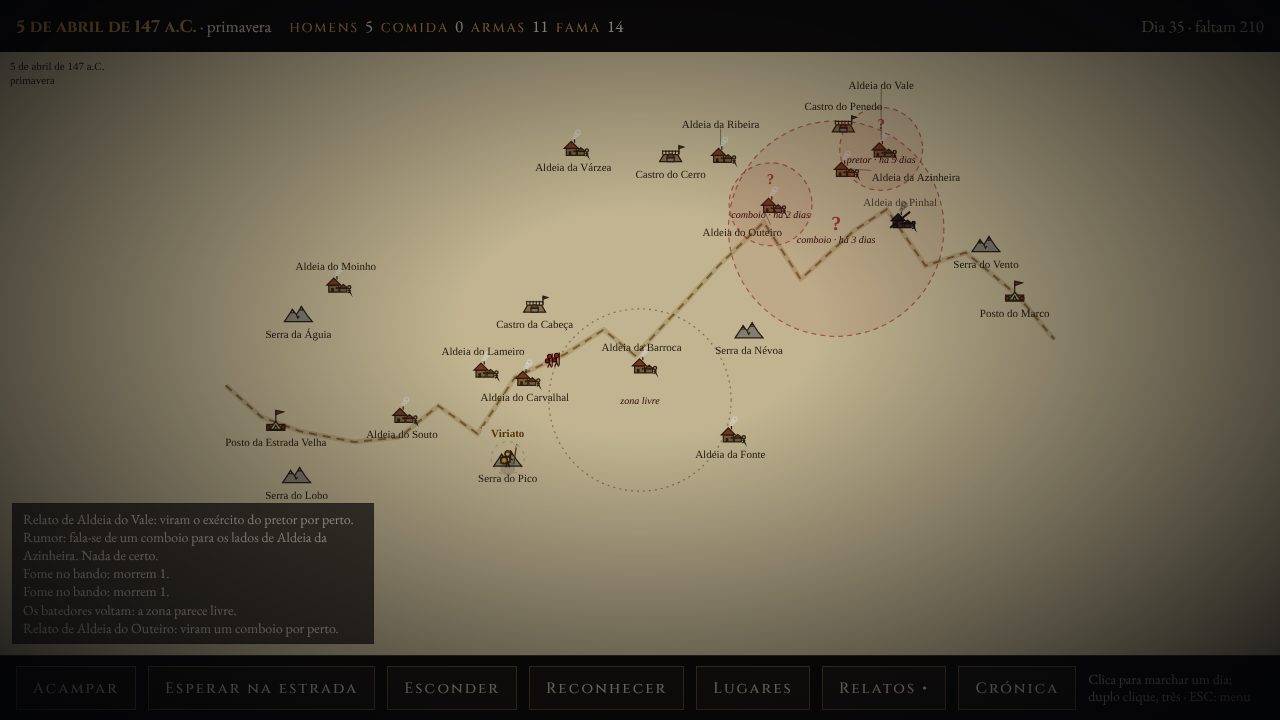 5 DE ABRIL DE 147 A.C. · primavera HOMENS 5 COMIDA 0 ARMAS 11 FAMA 14 Dia 35 · faltam 210
5 de abril de 147 a.C.
primavera
Aldeia do Vale
Castro do Penedo
Aldeia da Ribeira
?
Aldeia da Várzea
Castro do Cerro
pretor · há 9 dias
Aldeia da Azinheira
?
Aldeia do Pinhal
comboio · há 2 dias
?
Aldeia do Outeiro
comboio · há 3 dias
Serra do Vento
Aldeia do Moinho
Posto do Marco
Castro da Cabeça
Serra da Águia
Aldeia do Lameiro
Aldeia da Barroca
Serra da Névoa
Aldeia do Carvalhal
zona livre
Aldeia do Souto
Viriato
Posto da Estrada Velha
Aldeia da Fonte
Serra do Pico
Serra do Lobo
Relato de Aldeia do Vale: viram o exército do pretor por perto.
Rumor: fala-se de um comboio para os lados de Aldeia da
Azinheira. Nada de certo.
Fome no bando: morrem 1.
Fome no bando: morrem 1.
Os batedores voltam: a zona parece livre.
Relato de Aldeia do Outeiro: viram um comboio por perto.
ACAMPAR ESPERAR NA ESTRADA ESCONDER RECONHECER LUGARES RELATOS • CRÓNICA
Clica para marchar um dia;
duplo clique, três · ESC: menu